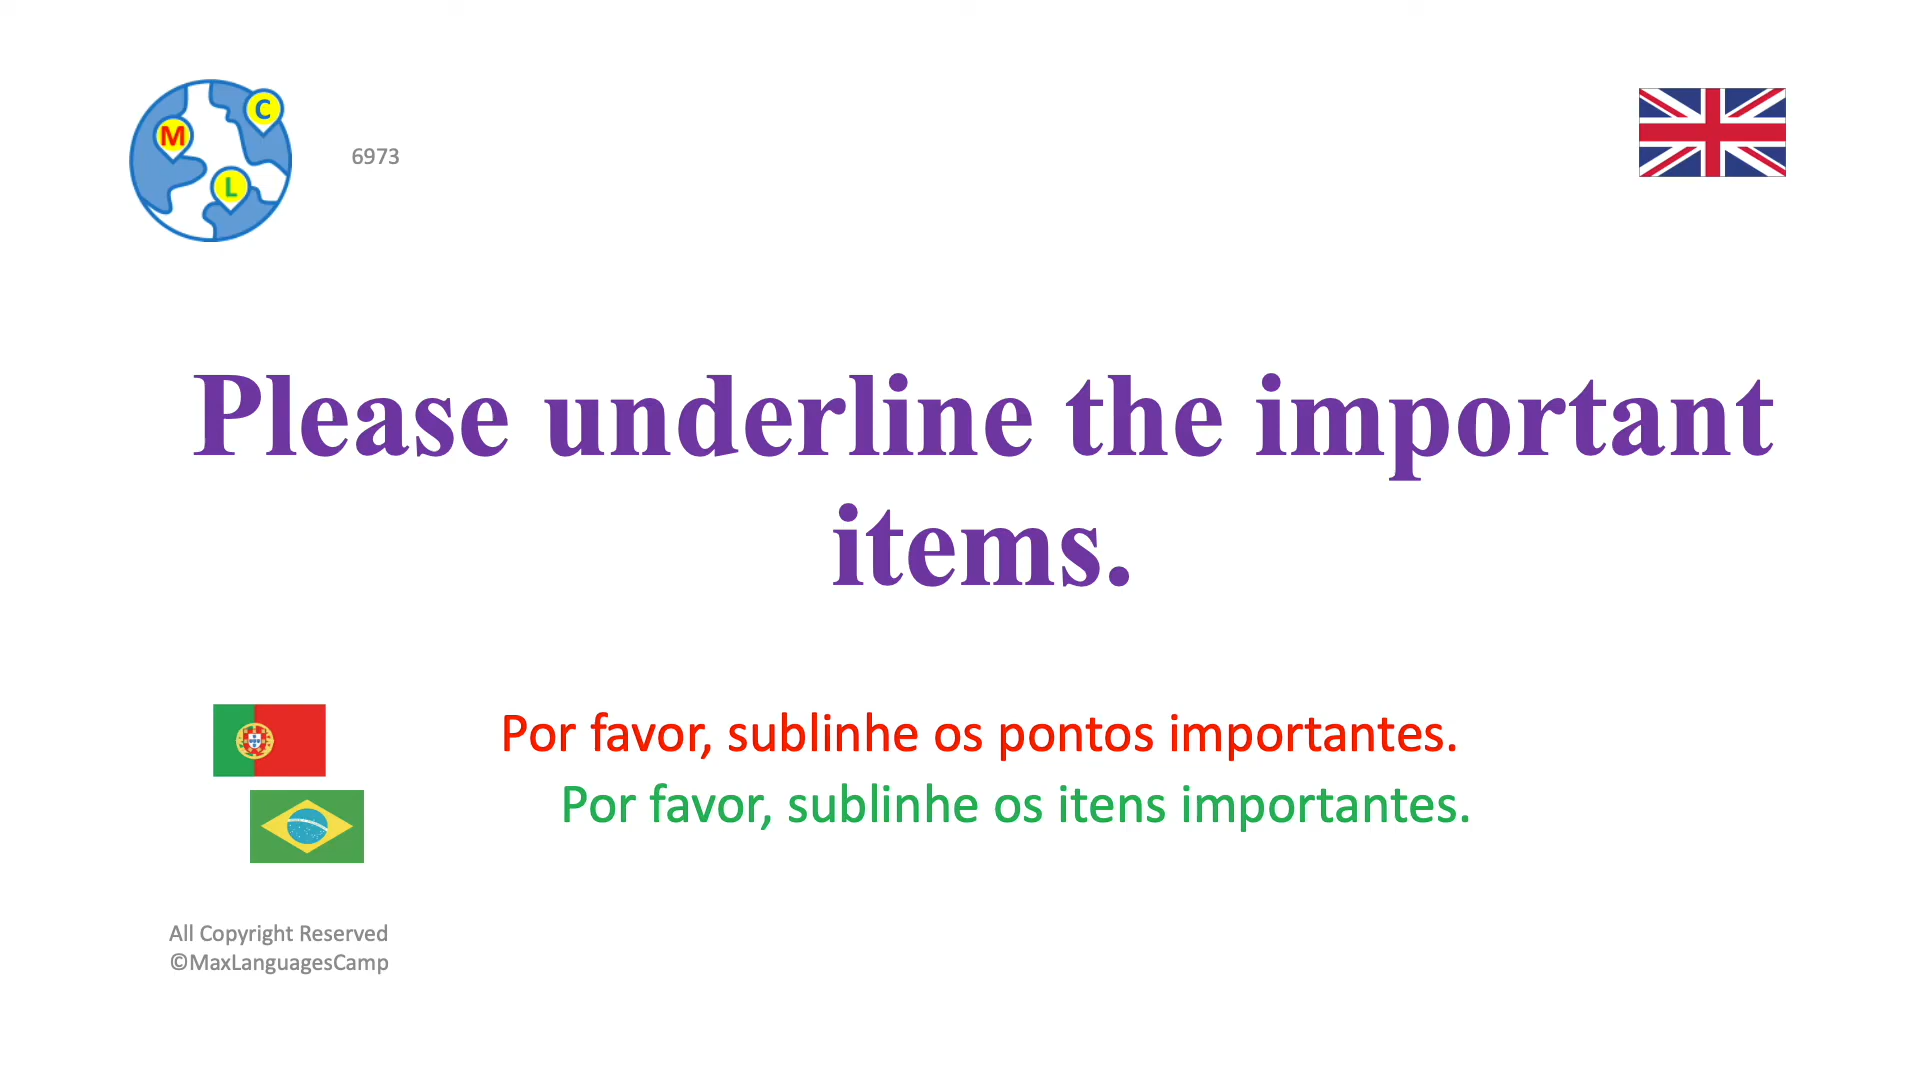 M
C
L
6973
Please underline the important
items.
Por favor, sublinhe os pontos importantes.
Por favor, sublinhe os itens importantes.
All Copyright Reserved
©MaxLanguagesCamp